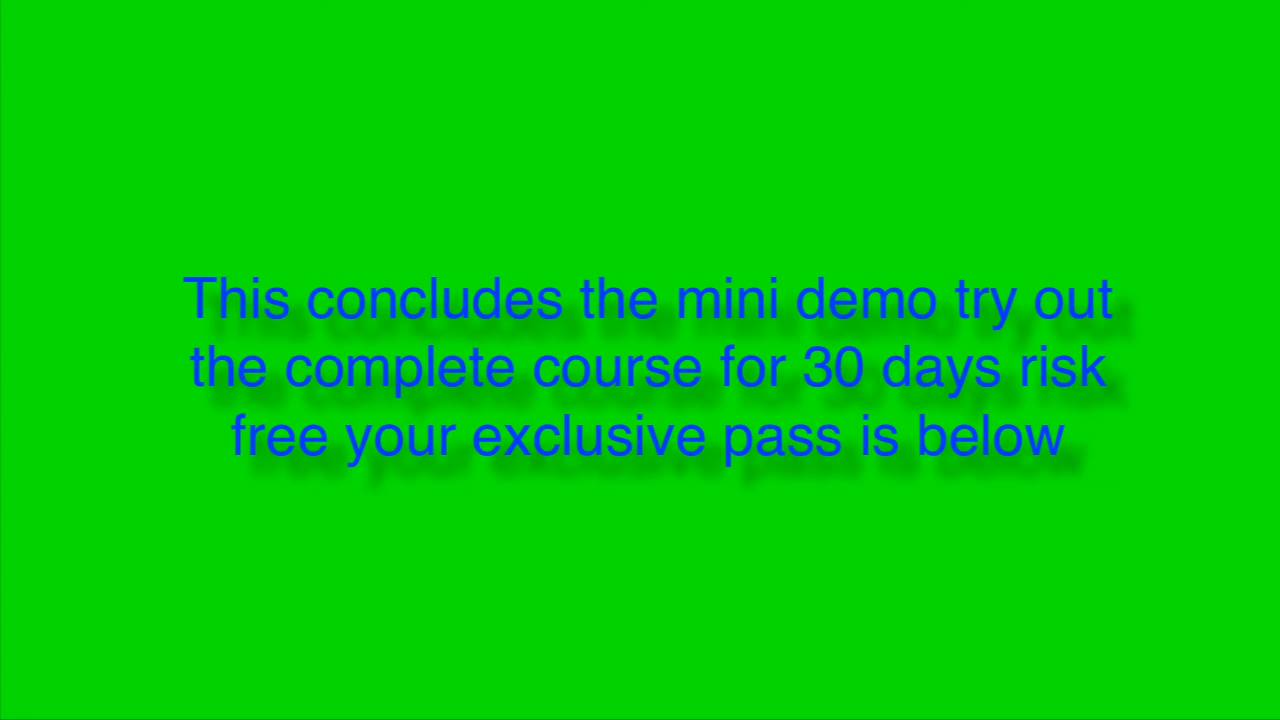 This concludes the mini demo try out
the complete course for 30 days risk
free your exclusive pass is below